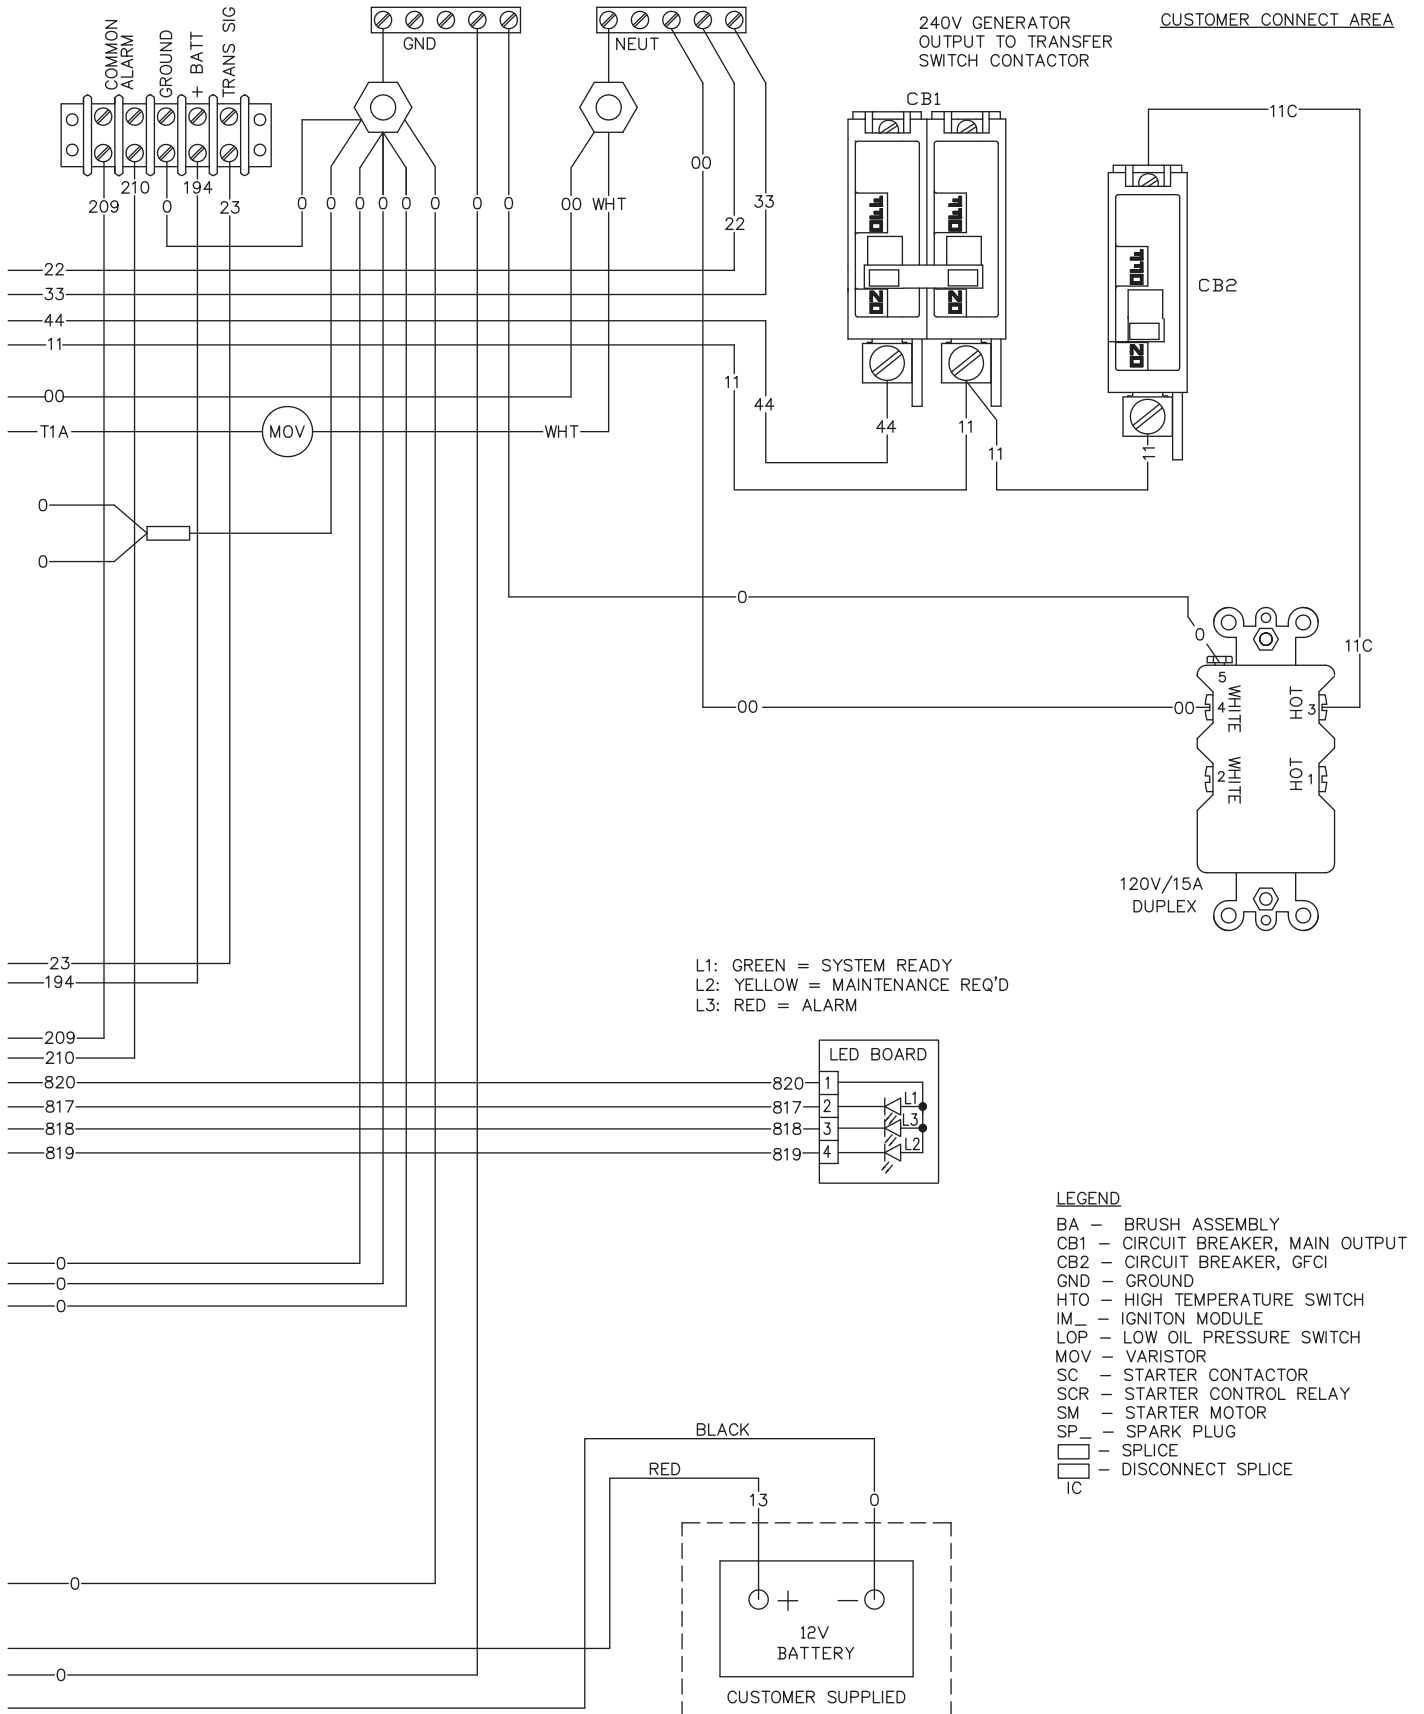 COMMON
ALARM
GROUND
+ BATT
TRANS SIG
GND
NEUT
240V GENERATOR
OUTPUT TO TRANSFER
SWITCH CONTACTOR
CUSTOMER CONNECT AREA
CB1
11C
209
210
0
194
23
0
0
0
0
0
0
0
0
00
WHT
00
22
33
OFF
OFF
ON
ON
OFF
ON
CB2
22
33
44
11
00
T1A
MOV
WHT
11
44
44
11
11
11
0
0
0
0
11C
00
00
5
4
WHITE
HOT
3
2
WHITE
HOT
1
120V/15A
DUPLEX
23
194
209
210
820
817
818
819
L1: GREEN = SYSTEM READY
L2: YELLOW = MAINTENANCE REQ'D
L3: RED = ALARM
LED BOARD
820
1
817
2
L1
818
3
L3
819
4
L2
0
0
0
LEGEND
BA – BRUSH ASSEMBLY
CB1 – CIRCUIT BREAKER, MAIN OUTPUT
CB2 – CIRCUIT BREAKER, GFCI
GND – GROUND
HTO – HIGH TEMPERATURE SWITCH
IM_ – IGNITON MODULE
LOP – LOW OIL PRESSURE SWITCH
MOV – VARISTOR
SC – STARTER CONTACTOR
SCR – STARTER CONTROL RELAY
SM – STARTER MOTOR
SP_ – SPARK PLUG
– SPLICE
– DISCONNECT SPLICE
IC
BLACK
RED
13
0
+
–
12V
BATTERY
CUSTOMER SUPPLIED
0
0